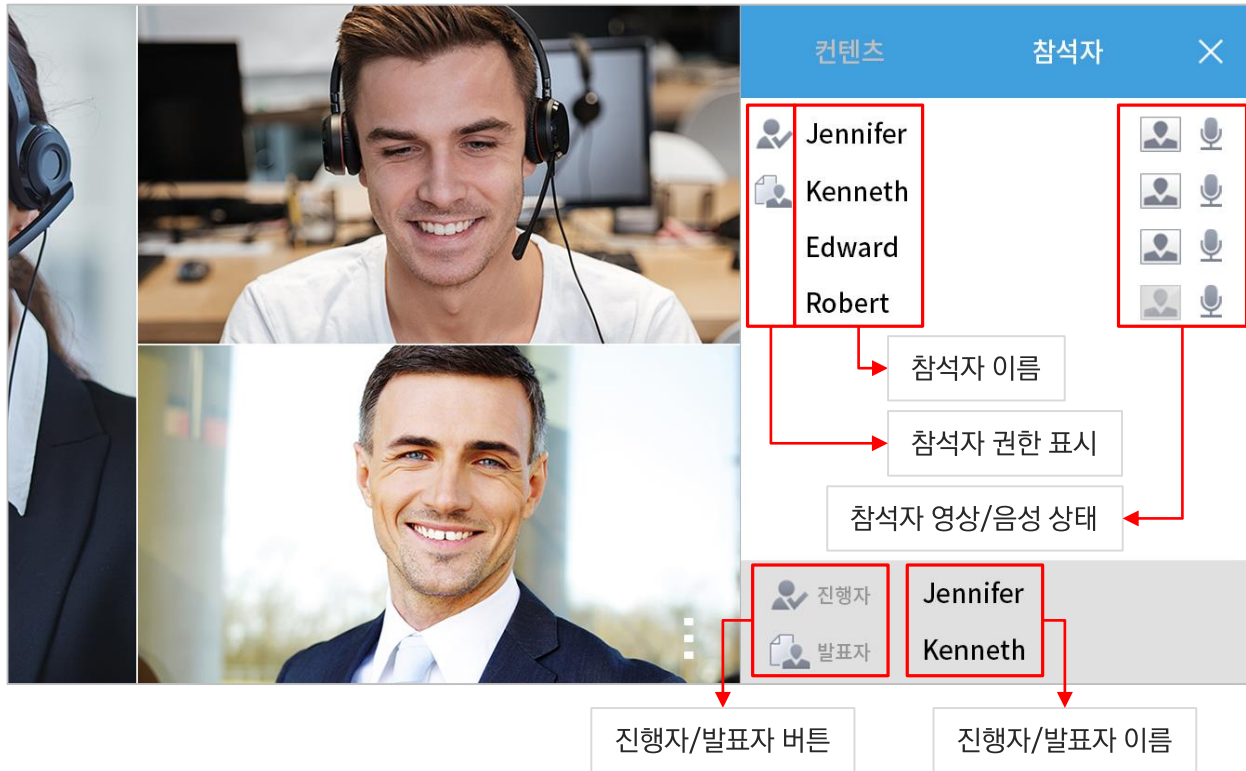 컨텐츠 참석자
Jennifer
Kenneth
Edward
Robert
참석자 이름
참석자 권한 표시
참석자 영상/음성 상태
진행자 Jennifer
발표자 Kenneth
진행자/발표자 버튼
진행자/발표자 이름